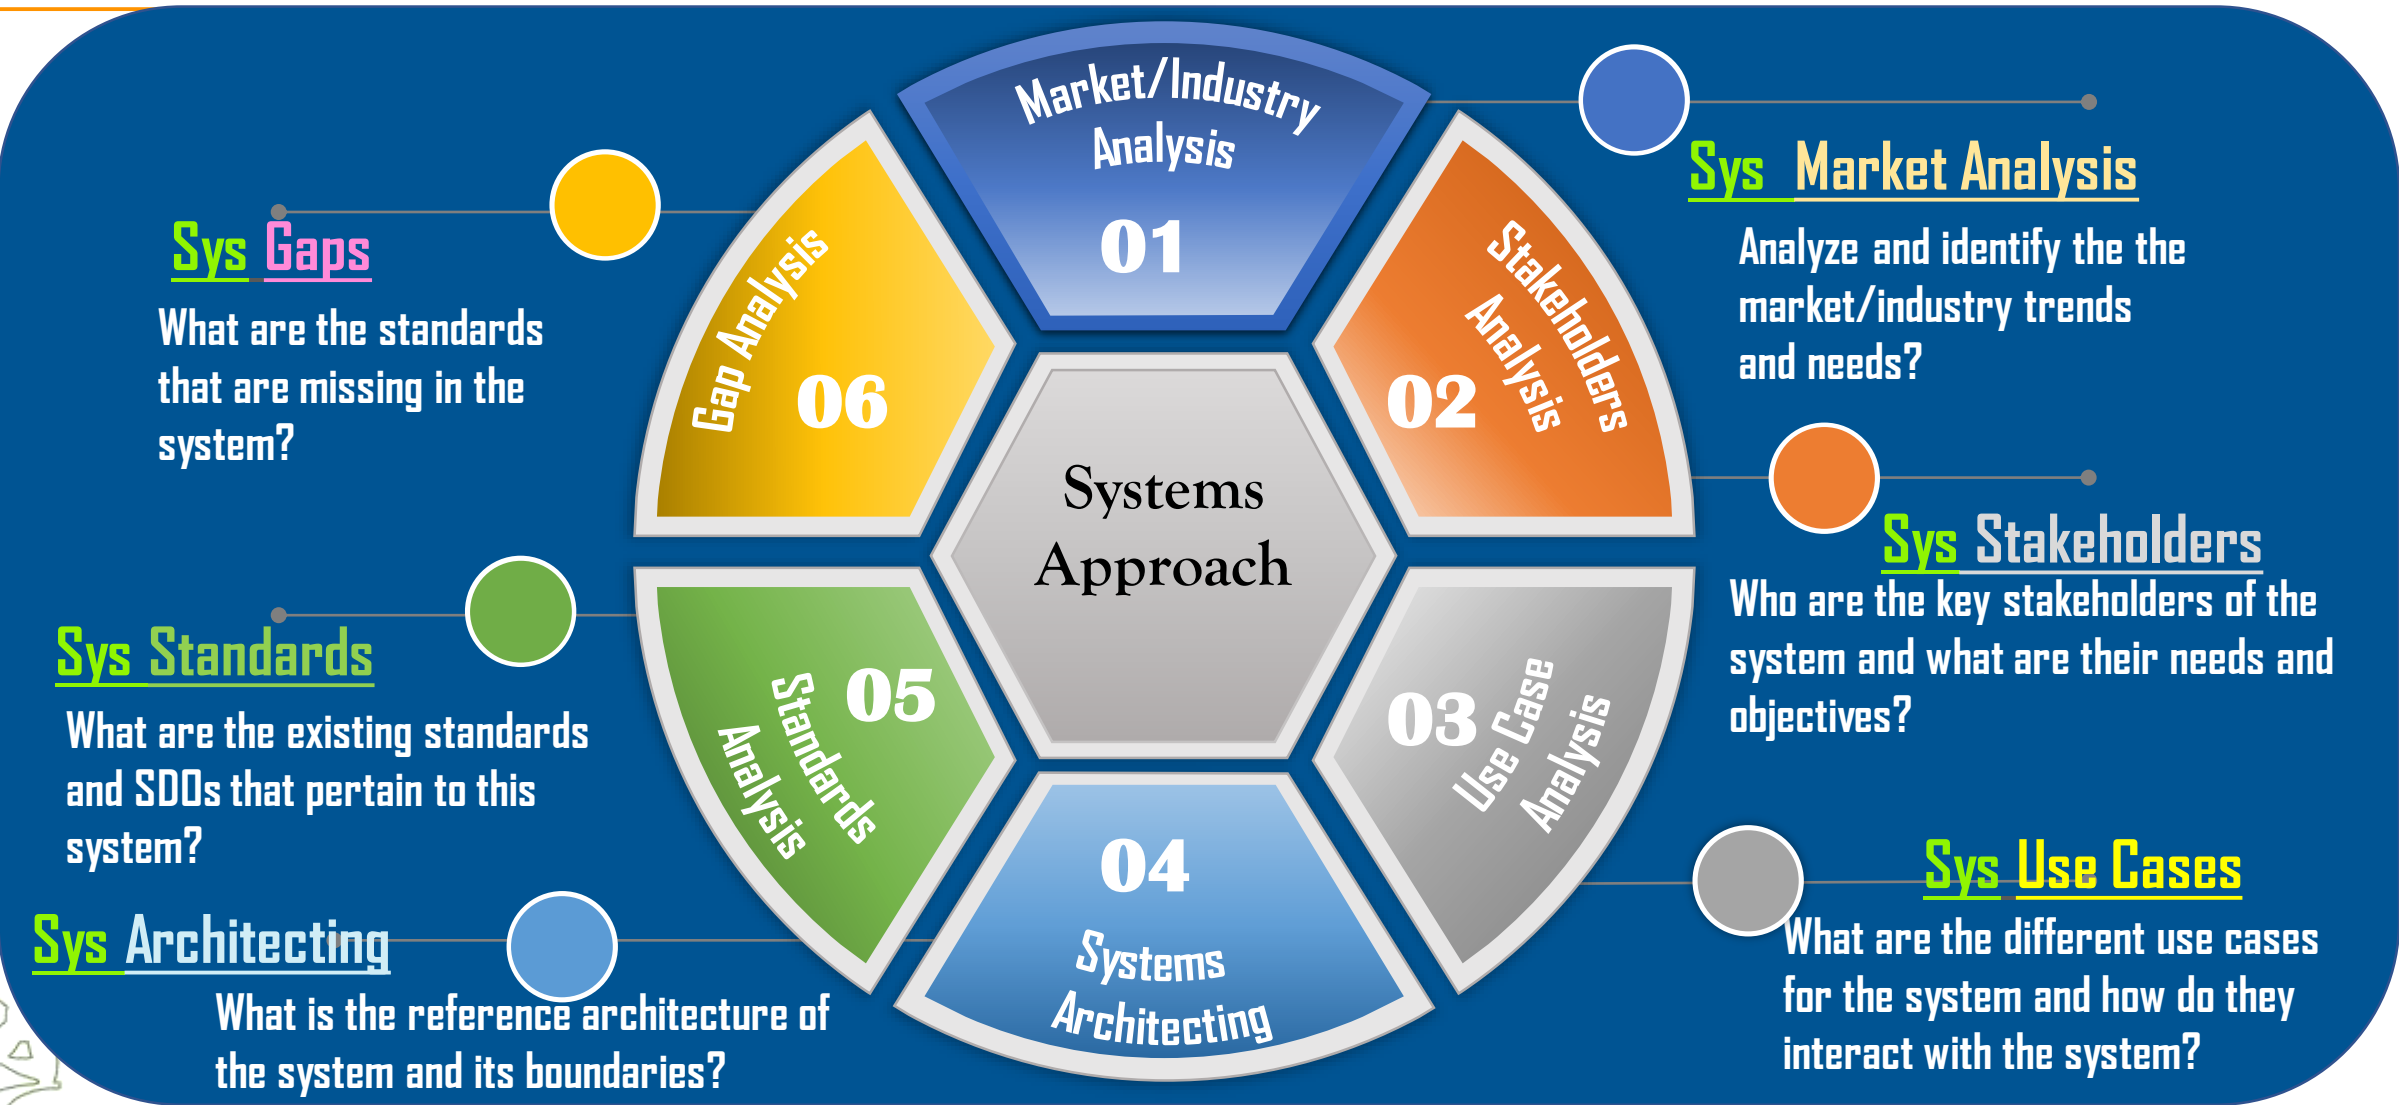 Market/Industry
Analysis
01
Stakeholders
Analysis
02
03
Use Case
Analysis
04
Systems
Architecting
05
Standards
Analysis
Gap Analysis
06
Systems
Approach
Sys Market Analysis
Analyze and identify the the
market/industry trends
and needs?
Sys Stakeholders
Who are the key stakeholders of the
system and what are their needs and
objectives?
Sys Use Cases
What are the different use cases
for the system and how do they
interact with the system?
Sys Architecting
What is the reference architecture of
the system and its boundaries?
Sys Standards
What are the existing standards
and SDOs that pertain to this
system?
Sys Gaps
What are the standards
that are missing in the
system?